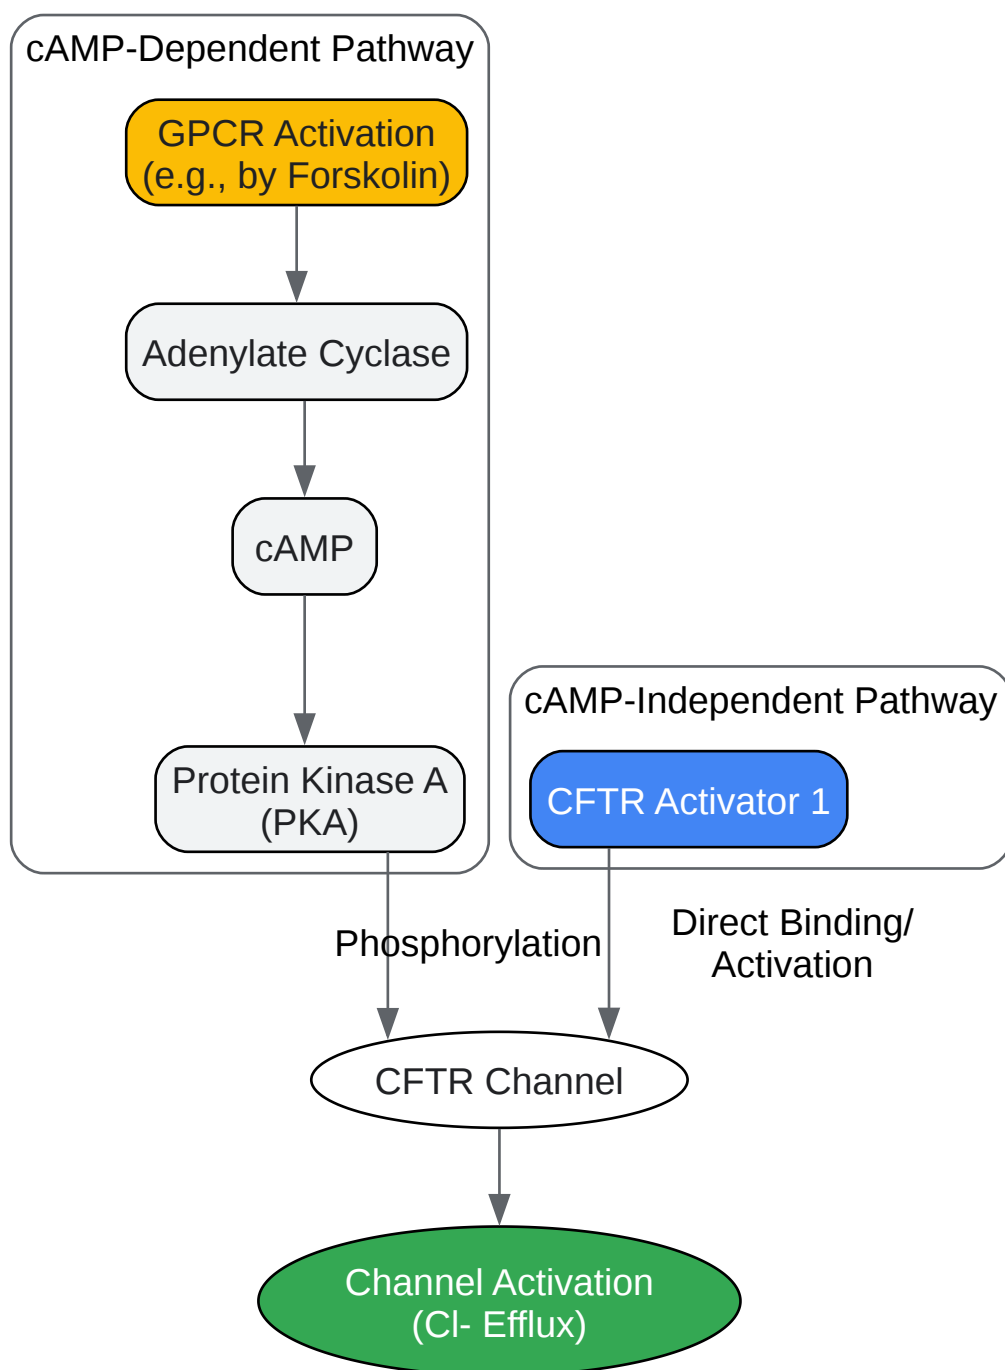 cAMP-Dependent Pathway
GPCR Activation
(e.g., by Forskolin)
Adenylate Cyclase
cAMP
Protein Kinase A
(PKA)
cAMP-Independent Pathway
CFTR Activator 1
Phosphorylation
Direct Binding/
Activation
CFTR Channel
Channel Activation
(Cl- Efflux)